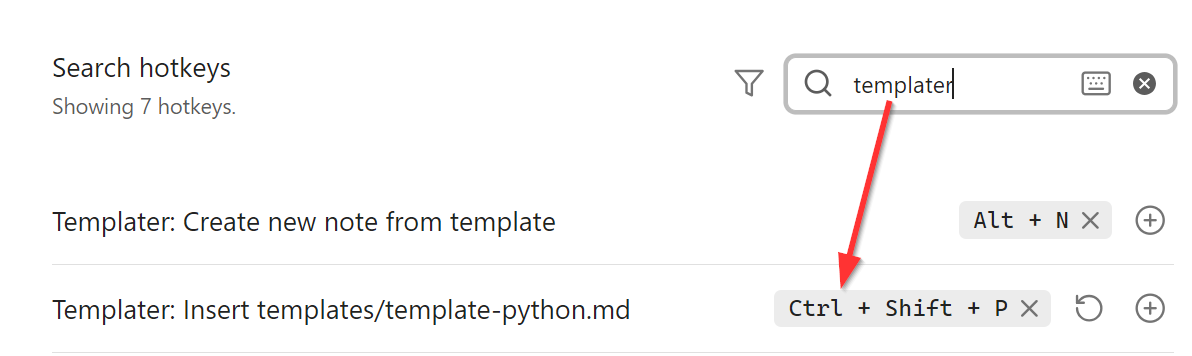 Search hotkeys
Showing 7 hotkeys.
templater
Templater: Create new note from template
Alt + N
Templater: Insert templates/template-python.md
Ctrl + Shift + P